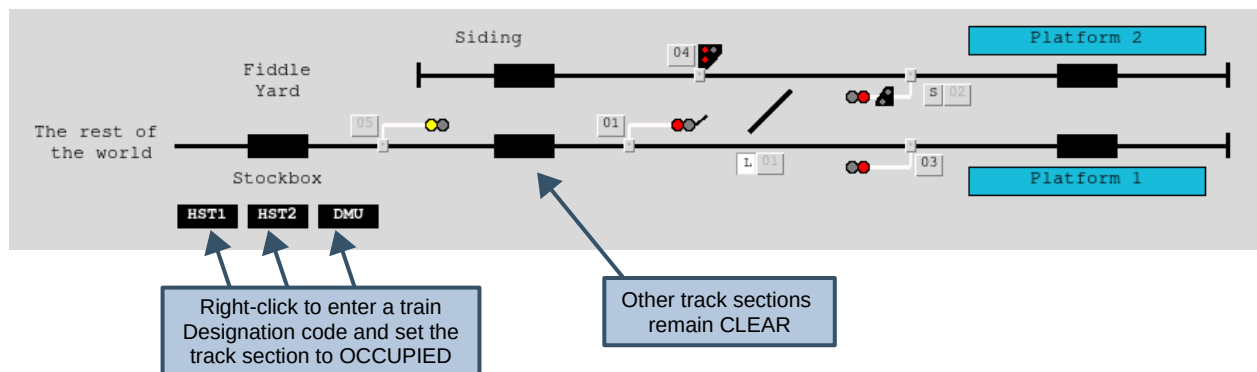 Siding
04
Platform 2
Fiddle
Yard
S 02
The rest of
the world
05
01
L 01
03
Stockbox
Platform 1
HST1 HST2 DMU
Right-click to enter a train
Designation code and set the
track section to OCCUPIED
Other track sections
remain CLEAR